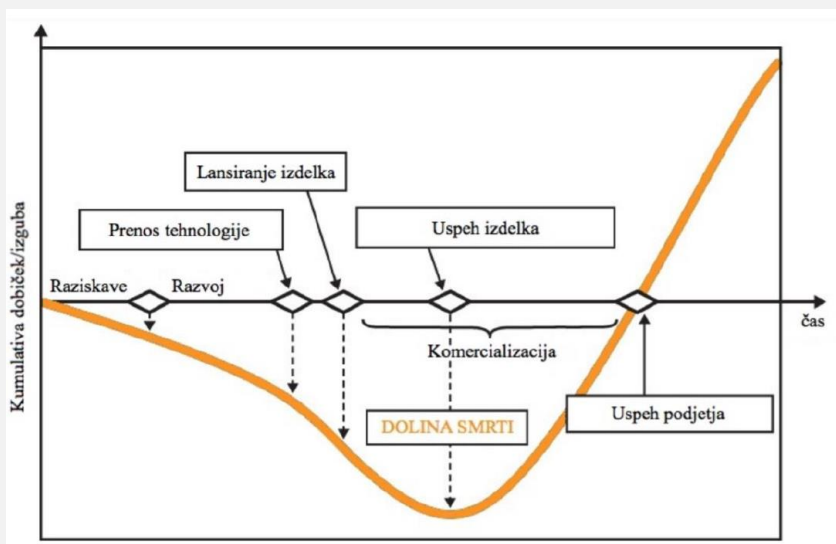 Kumulativa dobiček/izguba
Lansiranje izdelka
Prenos tehnologije
Uspeh izdelka
Raziskave
Razvoj
čas
Komercializacija
DOLINA SMRTI
Uspeh podjetja